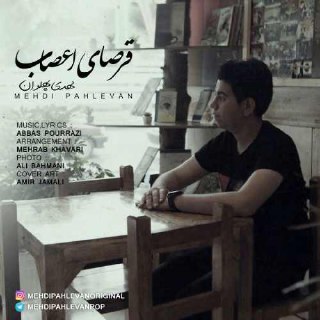 قرصای اعصاب
مهدی پهلوان
MEHDI PAHLEVAN
MUSIC,LYRICS :
ABBAS POURRAZI
ARRANGEMENT :
MEHRAB KHAVARI
PHOTO :
ALI BAHMANI
COVER ART :
AMIR JAMALI
MEHDIPAHLEVANORIGINAL
MEHDIPAHLEVANPOP